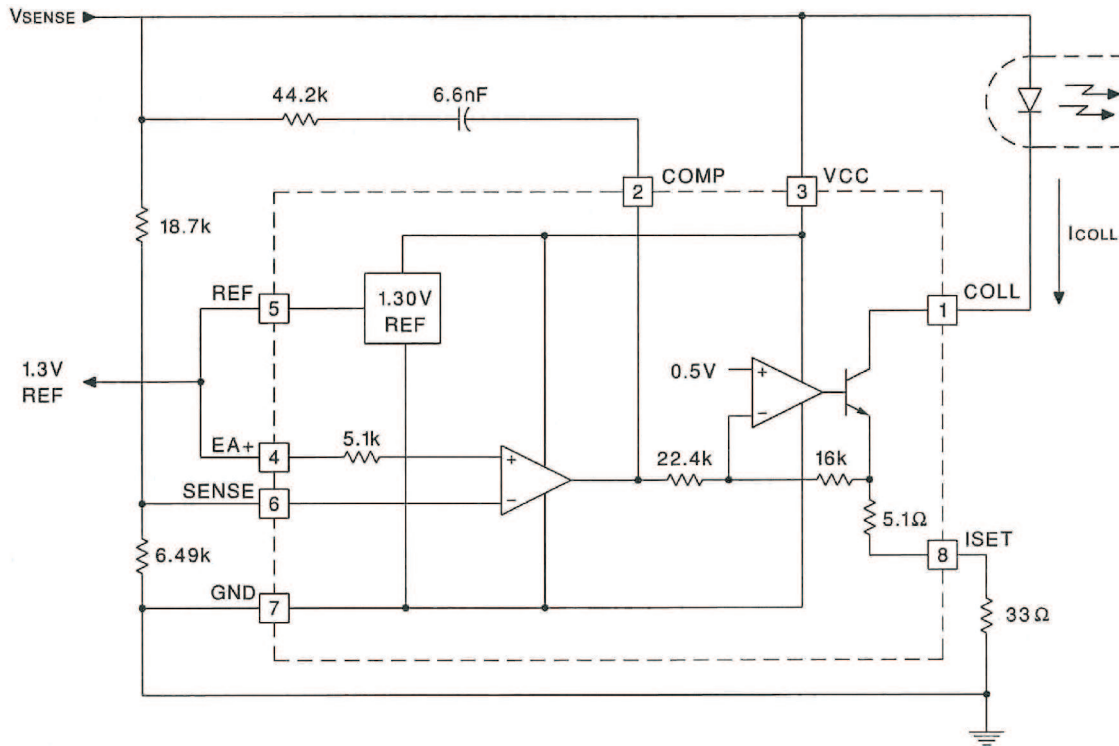 VSENSE
44.2k
6.6nF
2
COMP
3
VCC
18.7k
ICOLL
REF
5
1.30V
REF
COLL
1
1.3V
REF
0.5V
+
−
EA+
4
5.1k
+
−
22.4k
16k
SENSE
6
5.1Ω
6.49k
8
ISET
GND
7
33Ω